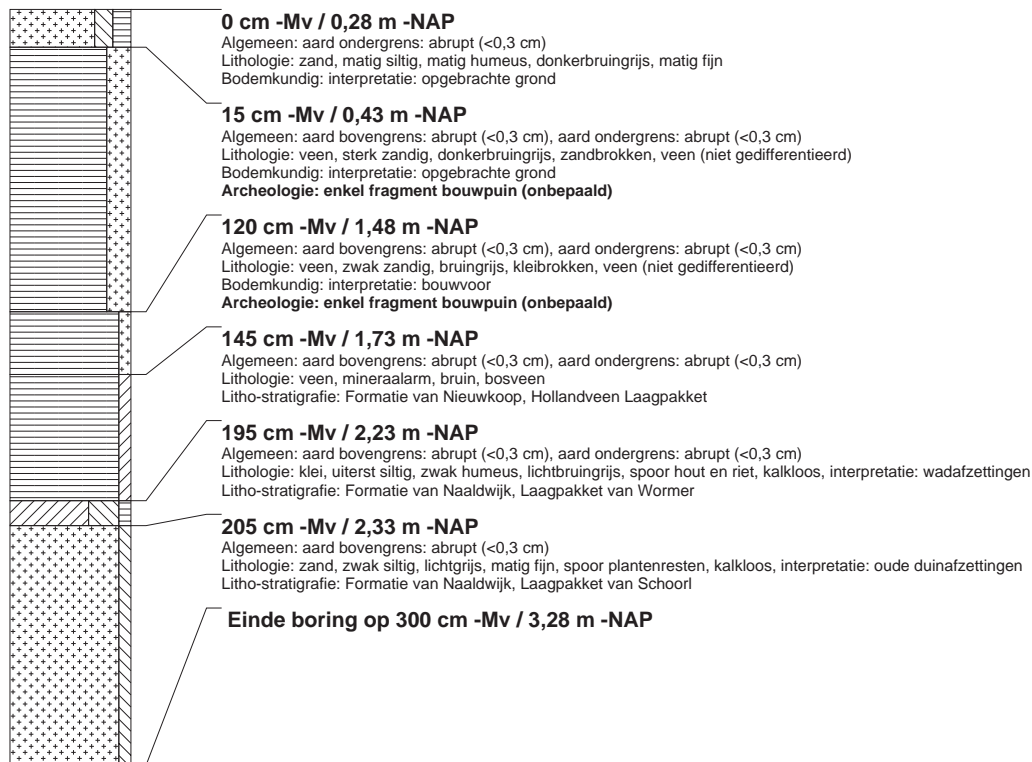 0 cm -Mv / 0,28 m -NAP
Algemeen: aard ondergrens: abrupt (<0,3 cm)
Lithologie: zand, matig siltig, matig humeus, donkerbruingrijs, matig fijn
Bodemkundig: interpretatie: opgebrachte grond
15 cm -Mv / 0,43 m -NAP
Algemeen: aard bovengrens: abrupt (<0,3 cm), aard ondergrens: abrupt (<0,3 cm)
Lithologie: veen, sterk zandig, donkerbruingrijs, zandbrokken, veen (niet gedifferentieerd)
Bodemkundig: interpretatie: opgebrachte grond
Archeologie: enkel fragment bouwpuin (onbepaald)
120 cm -Mv / 1,48 m -NAP
Algemeen: aard bovengrens: abrupt (<0,3 cm), aard ondergrens: abrupt (<0,3 cm)
Lithologie: veen, zwak zandig, bruingrijs, kleibrokken, veen (niet gedifferentieerd)
Bodemkundig: interpretatie: bouwvoor
Archeologie: enkel fragment bouwpuin (onbepaald)
145 cm -Mv / 1,73 m -NAP
Algemeen: aard bovengrens: abrupt (<0,3 cm), aard ondergrens: abrupt (<0,3 cm)
Lithologie: veen, mineraalarm, bruin, bosveen
Litho-stratigrafie: Formatie van Nieuwkoop, Hollandveen Laagpakket
195 cm -Mv / 2,23 m -NAP
Algemeen: aard bovengrens: abrupt (<0,3 cm), aard ondergrens: abrupt (<0,3 cm)
Lithologie: klei, uiterst siltig, zwak humeus, lichtbruingrijs, spoor hout en riet, kalkloos, interpretatie: wadafzettingen
Litho-stratigrafie: Formatie van Naaldwijk, Laagpakket van Wormer
205 cm -Mv / 2,33 m -NAP
Algemeen: aard bovengrens: abrupt (<0,3 cm)
Lithologie: zand, zwak siltig, lichtgrijs, matig fijn, spoor plantenresten, kalkloos, interpretatie: oude duinafzettingen
Litho-stratigrafie: Formatie van Naaldwijk, Laagpakket van Schoorl
Einde boring op 300 cm -Mv / 3,28 m -NAP